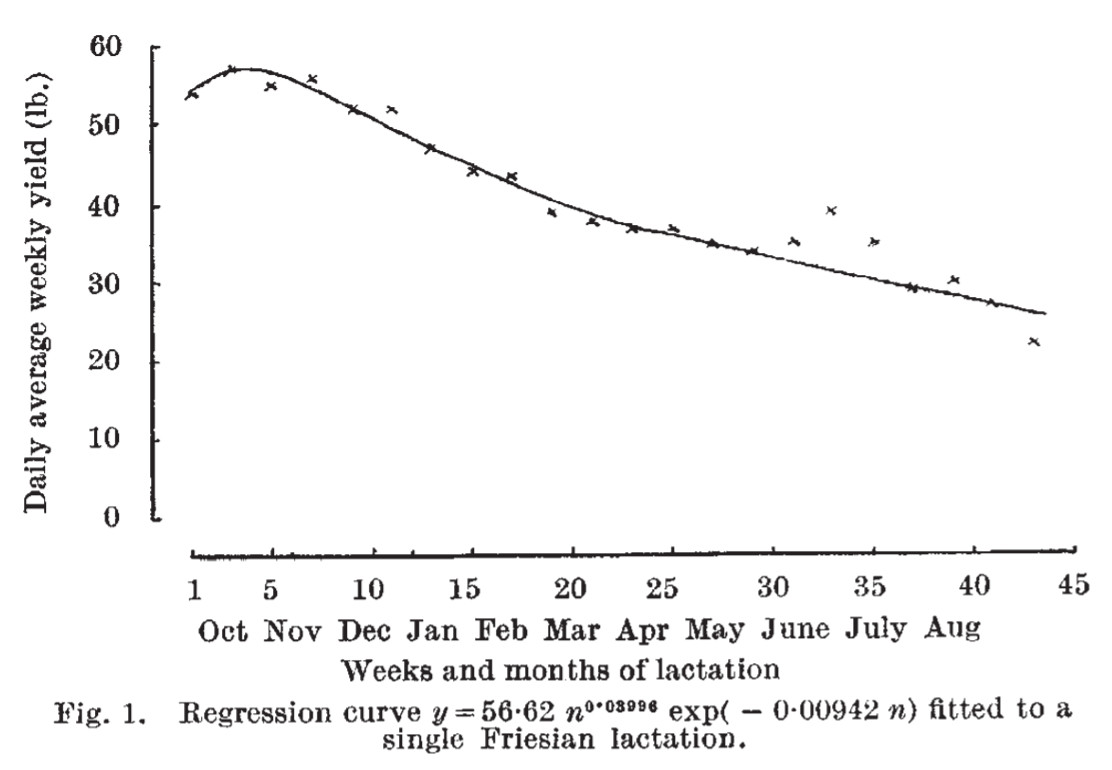 Daily average weekly yield (lb.)
60
50
40
30
20
10
0
1 5 10 15 20 25 30 35 40 45
Oct Nov Dec Jan Feb Mar Apr May June July Aug
Weeks and months of lactation
Fig. 1. Regression curve y = 56·62 n⁰·⁰³⁹⁹⁶ exp( − 0·00942 n) fitted to a
single Friesian lactation.